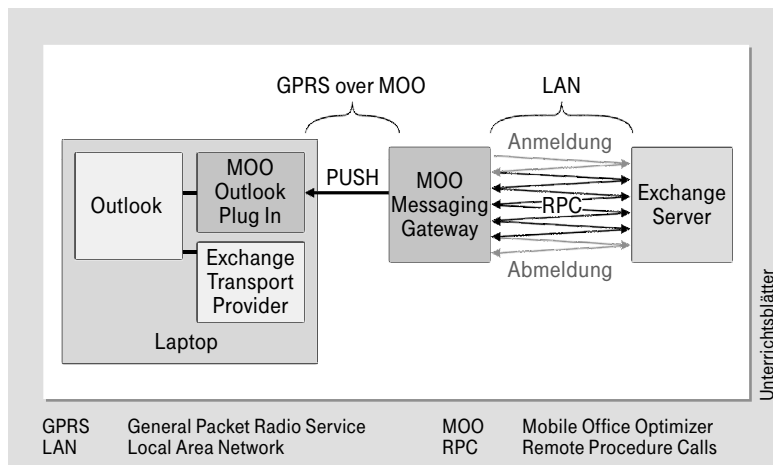 GPRS over MOO
LAN
Anmeldung
MOO
Outlook
Plug In
PUSH
MOO
Messaging
Gateway
RPC
Exchange
Server
Outlook
Exchange
Transport
Provider
Abmeldung
Laptop
Unterrichtsblätter
GPRS General Packet Radio Service MOO Mobile Office Optimizer
LAN Local Area Network RPC Remote Procedure Calls